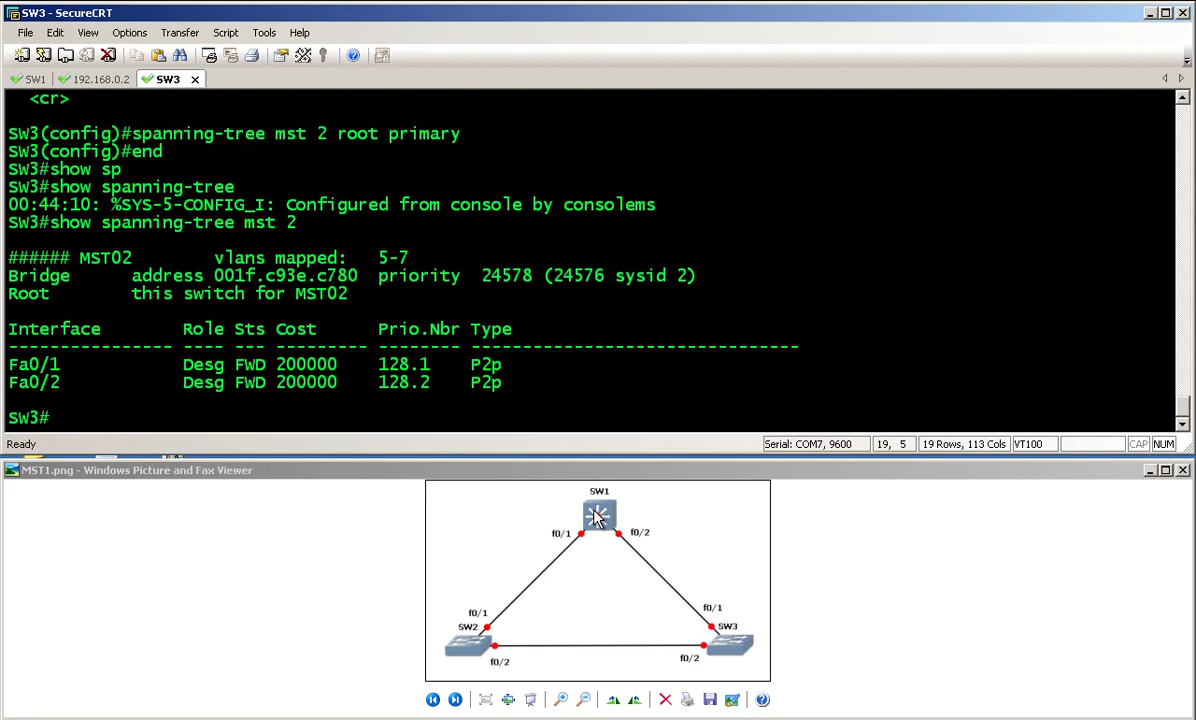 SW3 - SecureCRT
File Edit View Options Transfer Script Tools Help
SW1 192.168.0.2 SW3
<cr>
SW3(config)#spanning-tree mst 2 root primary
SW3(config)#end
SW3#show sp
SW3#show spanning-tree
00:44:10: %SYS-5-CONFIG_I: Configured from console by consolems
SW3#show spanning-tree mst 2
###### MST02 vlans mapped: 5-7
Bridge address 001f.c93e.c780 priority 24578 (24576 sysid 2)
Root this switch for MST02
Interface Role Sts Cost Prio.Nbr Type
---------------- ---- --- --------- -------- --------------------------------
Fa0/1 Desg FWD 200000 128.1 P2p
Fa0/2 Desg FWD 200000 128.2 P2p
SW3#
Ready Serial: COM7, 9600 19, 5 19 Rows, 113 Cols VT100 CAP NUM
MST1.png - Windows Picture and Fax Viewer
SW1
f0/1 f0/2
f0/1 f0/1
SW2 SW3
f0/2 f0/2